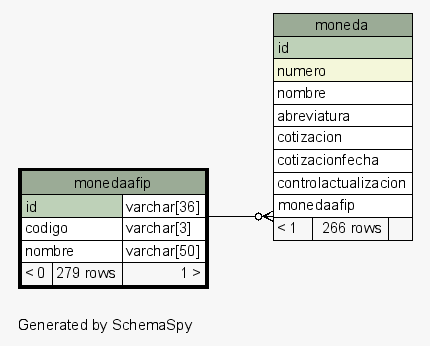 moneda
id
numero
nombre
abreviatura
cotizacion
cotizacionfecha
controlactualizacion
monedaafip
< 1 266 rows
monedaafip
id varchar[36]
codigo varchar[3]
nombre varchar[50]
< 0 279 rows 1 >
Generated by SchemaSpy